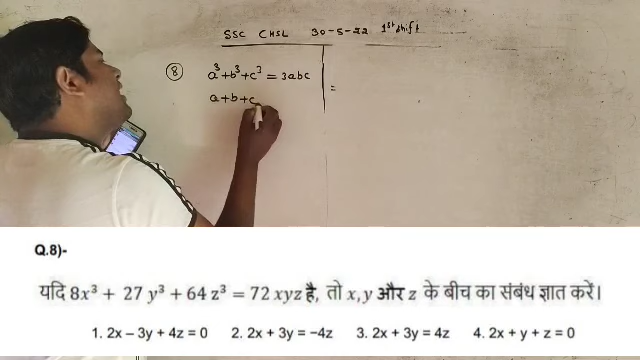 SSC CHSL 30-5-22 1st shift
8 a³+b³+c³ = 3abc
a+b+c
=
Q.8)-
यदि 8x³ + 27 y³ + 64 z³ = 72 xyz है, तो x, y और z के बीच का संबंध ज्ञात करें।
1. 2x – 3y + 4z = 0 2. 2x + 3y = –4z 3. 2x + 3y = 4z 4. 2x + y + z = 0